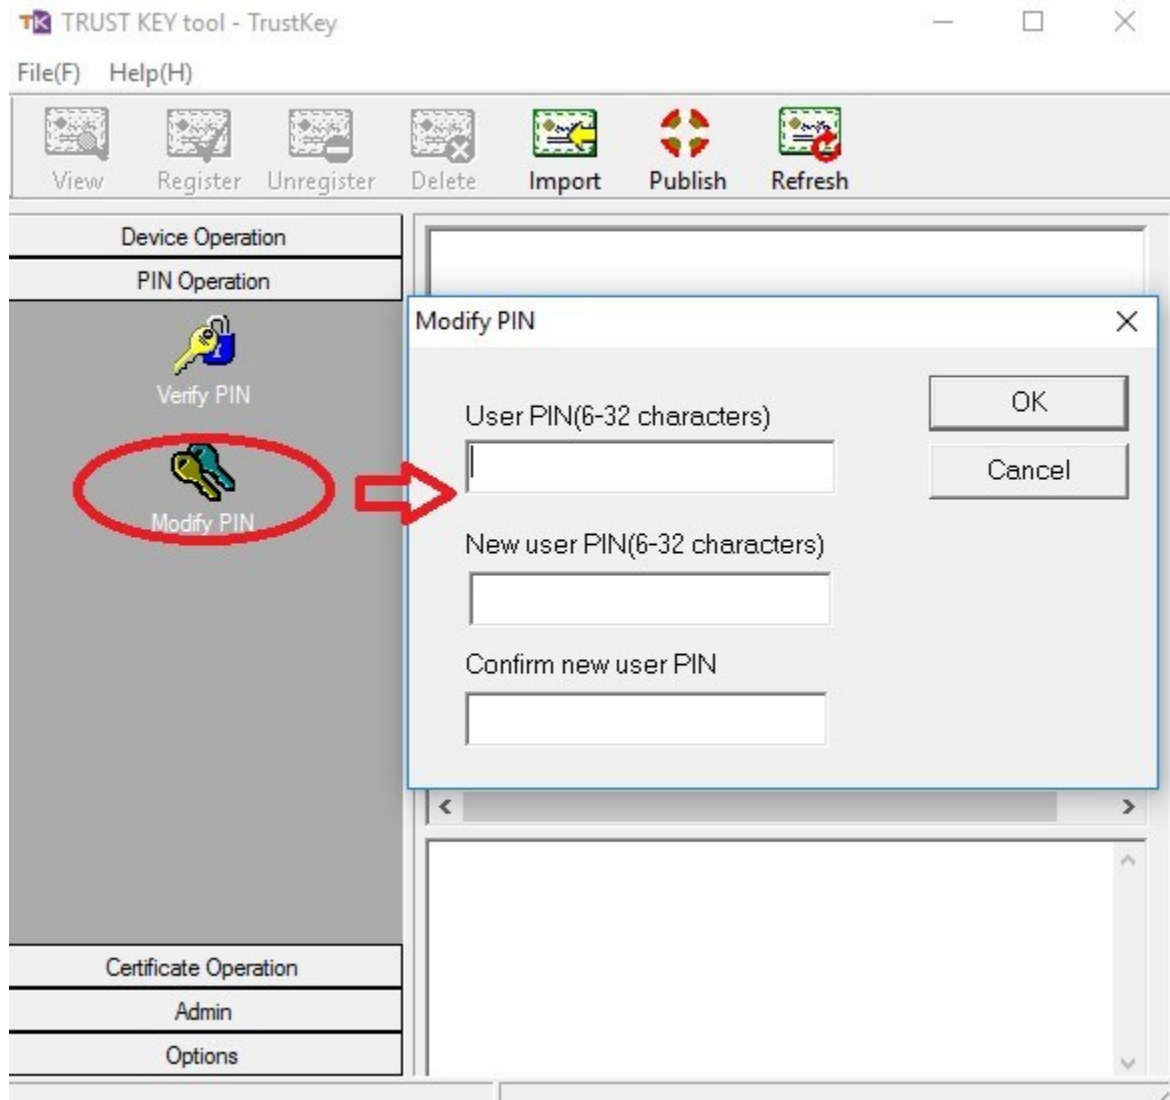 TK TRUST KEY tool - TrustKey
File(F) Help(H)
View Register Unregister Delete Import Publish Refresh
Device Operation
PIN Operation
Verify PIN
Modify PIN
Modify PIN
User PIN(6-32 characters)
OK
Cancel
New user PIN(6-32 characters)
Confirm new user PIN
Certificate Operation
Admin
Options